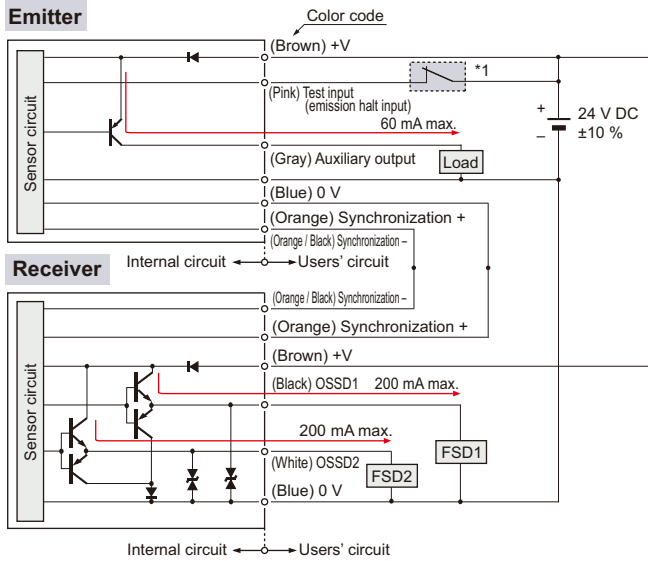 Emitter
Color code
(Brown) +V
*1
(Pink) Test input
(emission halt input)
60 mA max.
+
–
24 V DC
±10 %
Sensor circuit
(Gray) Auxiliary output
Load
(Blue) 0 V
(Orange) Synchronization +
(Orange / Black) Synchronization –
Internal circuit
Users' circuit
Receiver
(Orange / Black) Synchronization –
(Orange) Synchronization +
(Brown) +V
(Black) OSSD1 200 mA max.
Sensor circuit
200 mA max.
FSD1
(White) OSSD2
FSD2
(Blue) 0 V
Internal circuit
Users' circuit